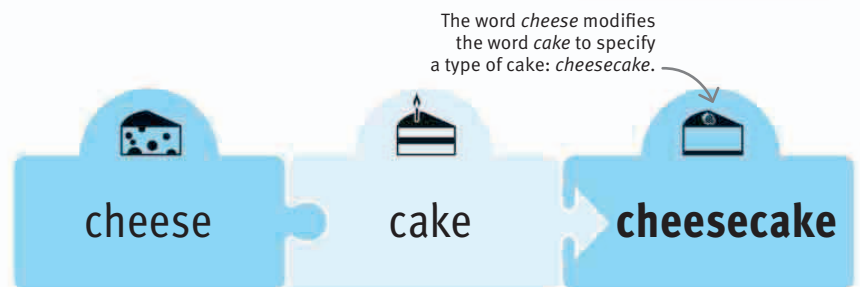 The word cheese modifies
the word cake to specify
a type of cake: cheesecake.
cheese
cake
cheesecake